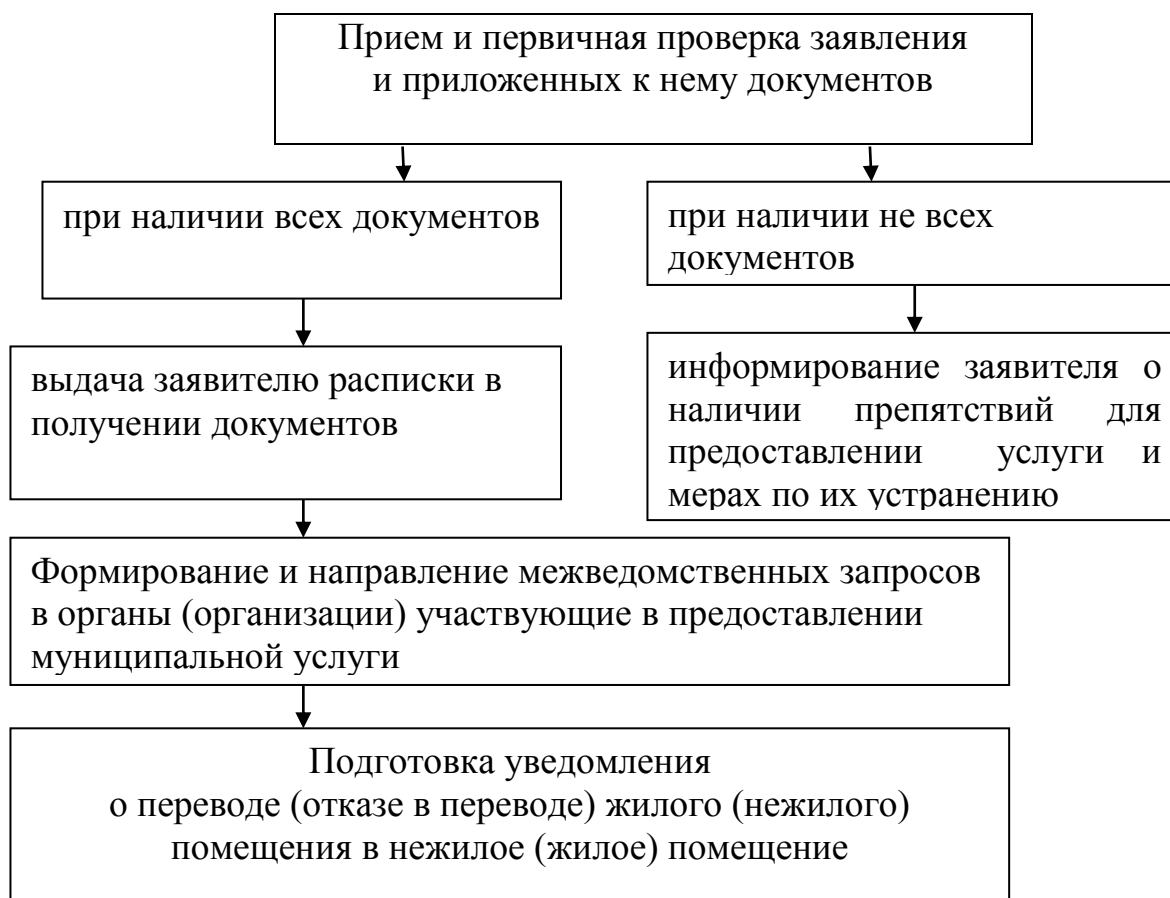 Прием и первичная проверка заявления
и приложенных к нему документов
при наличии всех документов
при наличии не всех
документов
выдача заявителю расписки в
получении документов
информирование заявителя о
наличии препятствий для
предоставлении услуги и
мерах по их устранению
Формирование и направление межведомственных запросов
в органы (организации) участвующие в предоставлении
муниципальной услуги
Подготовка уведомления
о переводе (отказе в переводе) жилого (нежилого)
помещения в нежилое (жилое) помещение